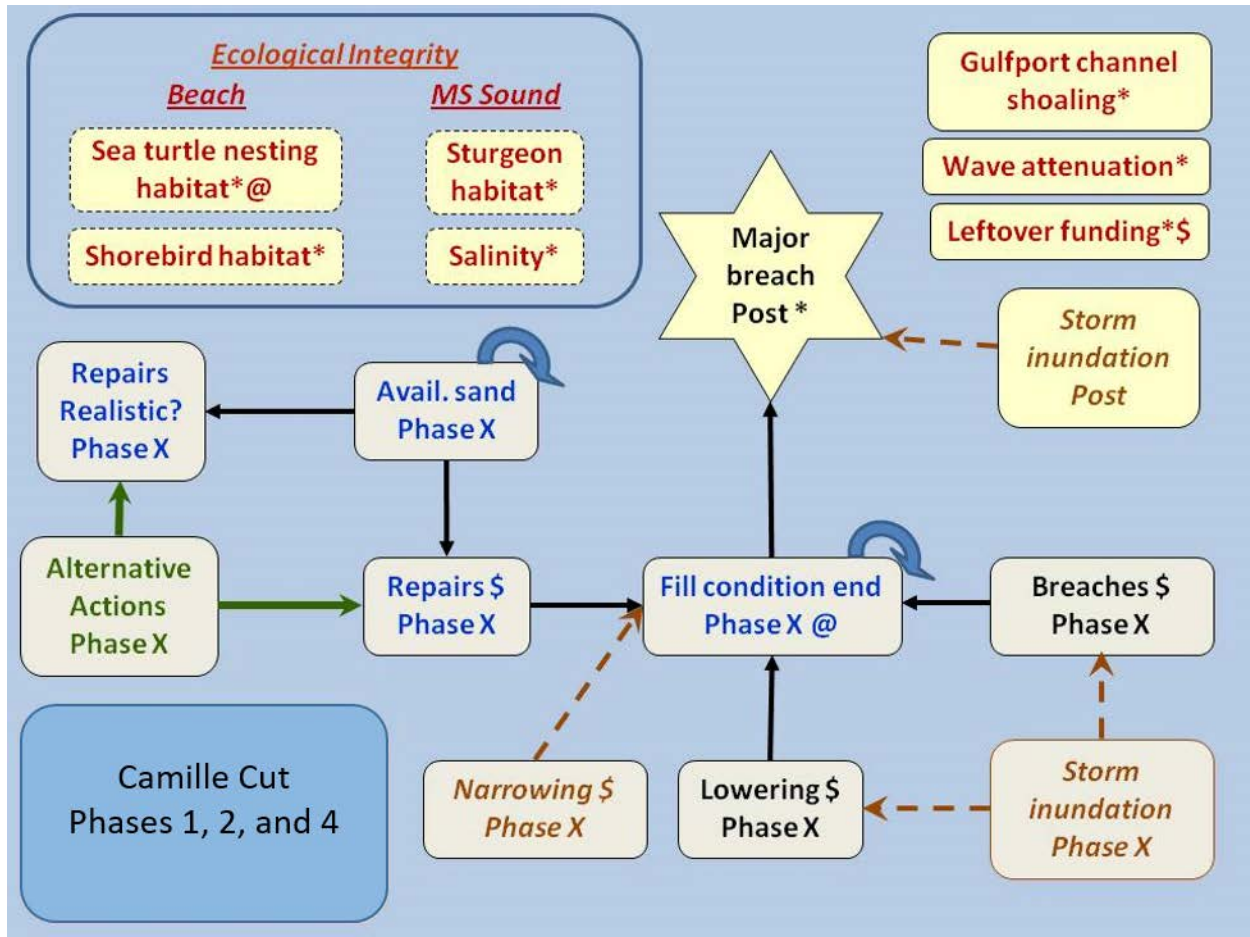 Ecological Integrity
Beach
MS Sound
Sea turtle nesting
habitat*@
Sturgeon
habitat*
Shorebird habitat*
Salinity*
Gulfport channel
shoaling*
Wave attenuation*
Leftover funding*$
Major
breach
Post *
Storm
inundation
Post
Repairs
Realistic?
Phase X
Avail. sand
Phase X
Alternative
Actions
Phase X
Repairs $
Phase X
Fill condition end
Phase X @
Breaches $
Phase X
Narrowing $
Phase X
Lowering $
Phase X
Storm
inundation
Phase X
Camille Cut
Phases 1, 2, and 4